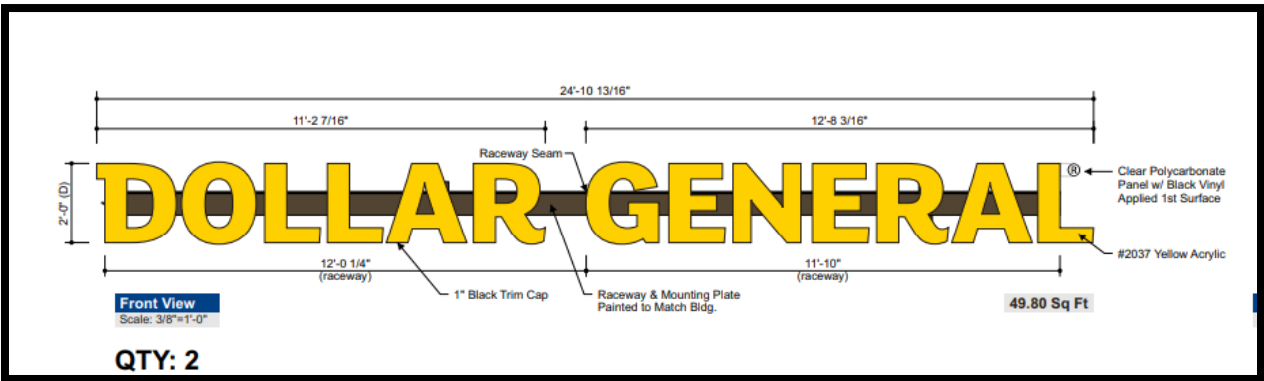 24'-10 13/16"
11'-2 7/16"
12'-8 3/16"
Raceway Seam
DOLLAR GENERAL®
2'-0" (D)
Clear Polycarbonate
Panel w/ Black Vinyl
Applied 1st Surface
#2037 Yellow Acrylic
12'-0 1/4"
(raceway)
11'-10"
(raceway)
1" Black Trim Cap
Raceway & Mounting Plate
Painted to Match Bldg.
Front View
Scale: 3/8"=1'-0"
49.80 Sq Ft
QTY: 2